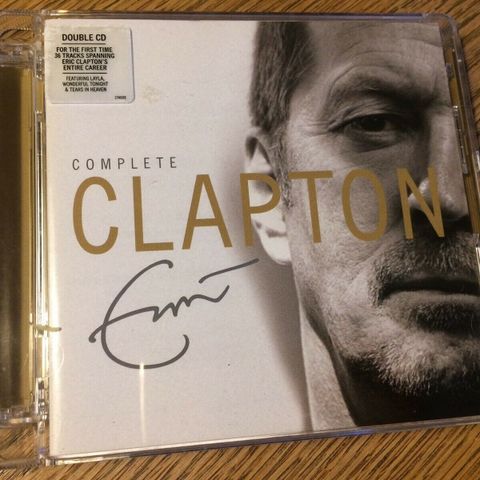 DOUBLE CD
FOR THE FIRST TIME
36 TRACKS SPANNING
ERIC CLAPTON'S
ENTIRE CAREER
FEATURING LAYLA,
WONDERFUL TONIGHT
& TEARS IN HEAVEN
COMPLETE
CLAPTON
Eric